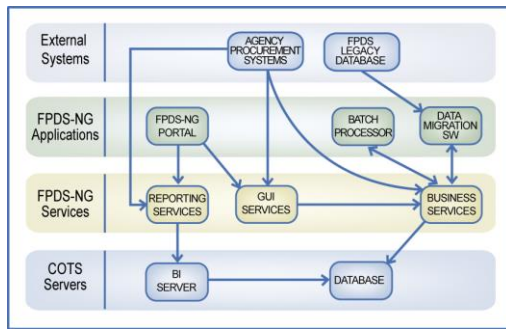 External
Systems
AGENCY
PROCUREMENT
SYSTEMS
FPDS
LEGACY
DATABASE
FPDS-NG
Applications
FPDS-NG
PORTAL
BATCH
PROCESSOR
DATA
MIGRATION
SW
FPDS-NG
Services
REPORTING
SERVICES
GUI
SERVICES
BUSINESS
SERVICES
COTS
Servers
BI
SERVER
DATABASE